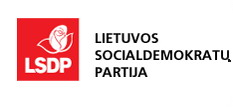 LSDP
LIETUVOS
SOCIALDEMOKRATŲ
PARTIJA